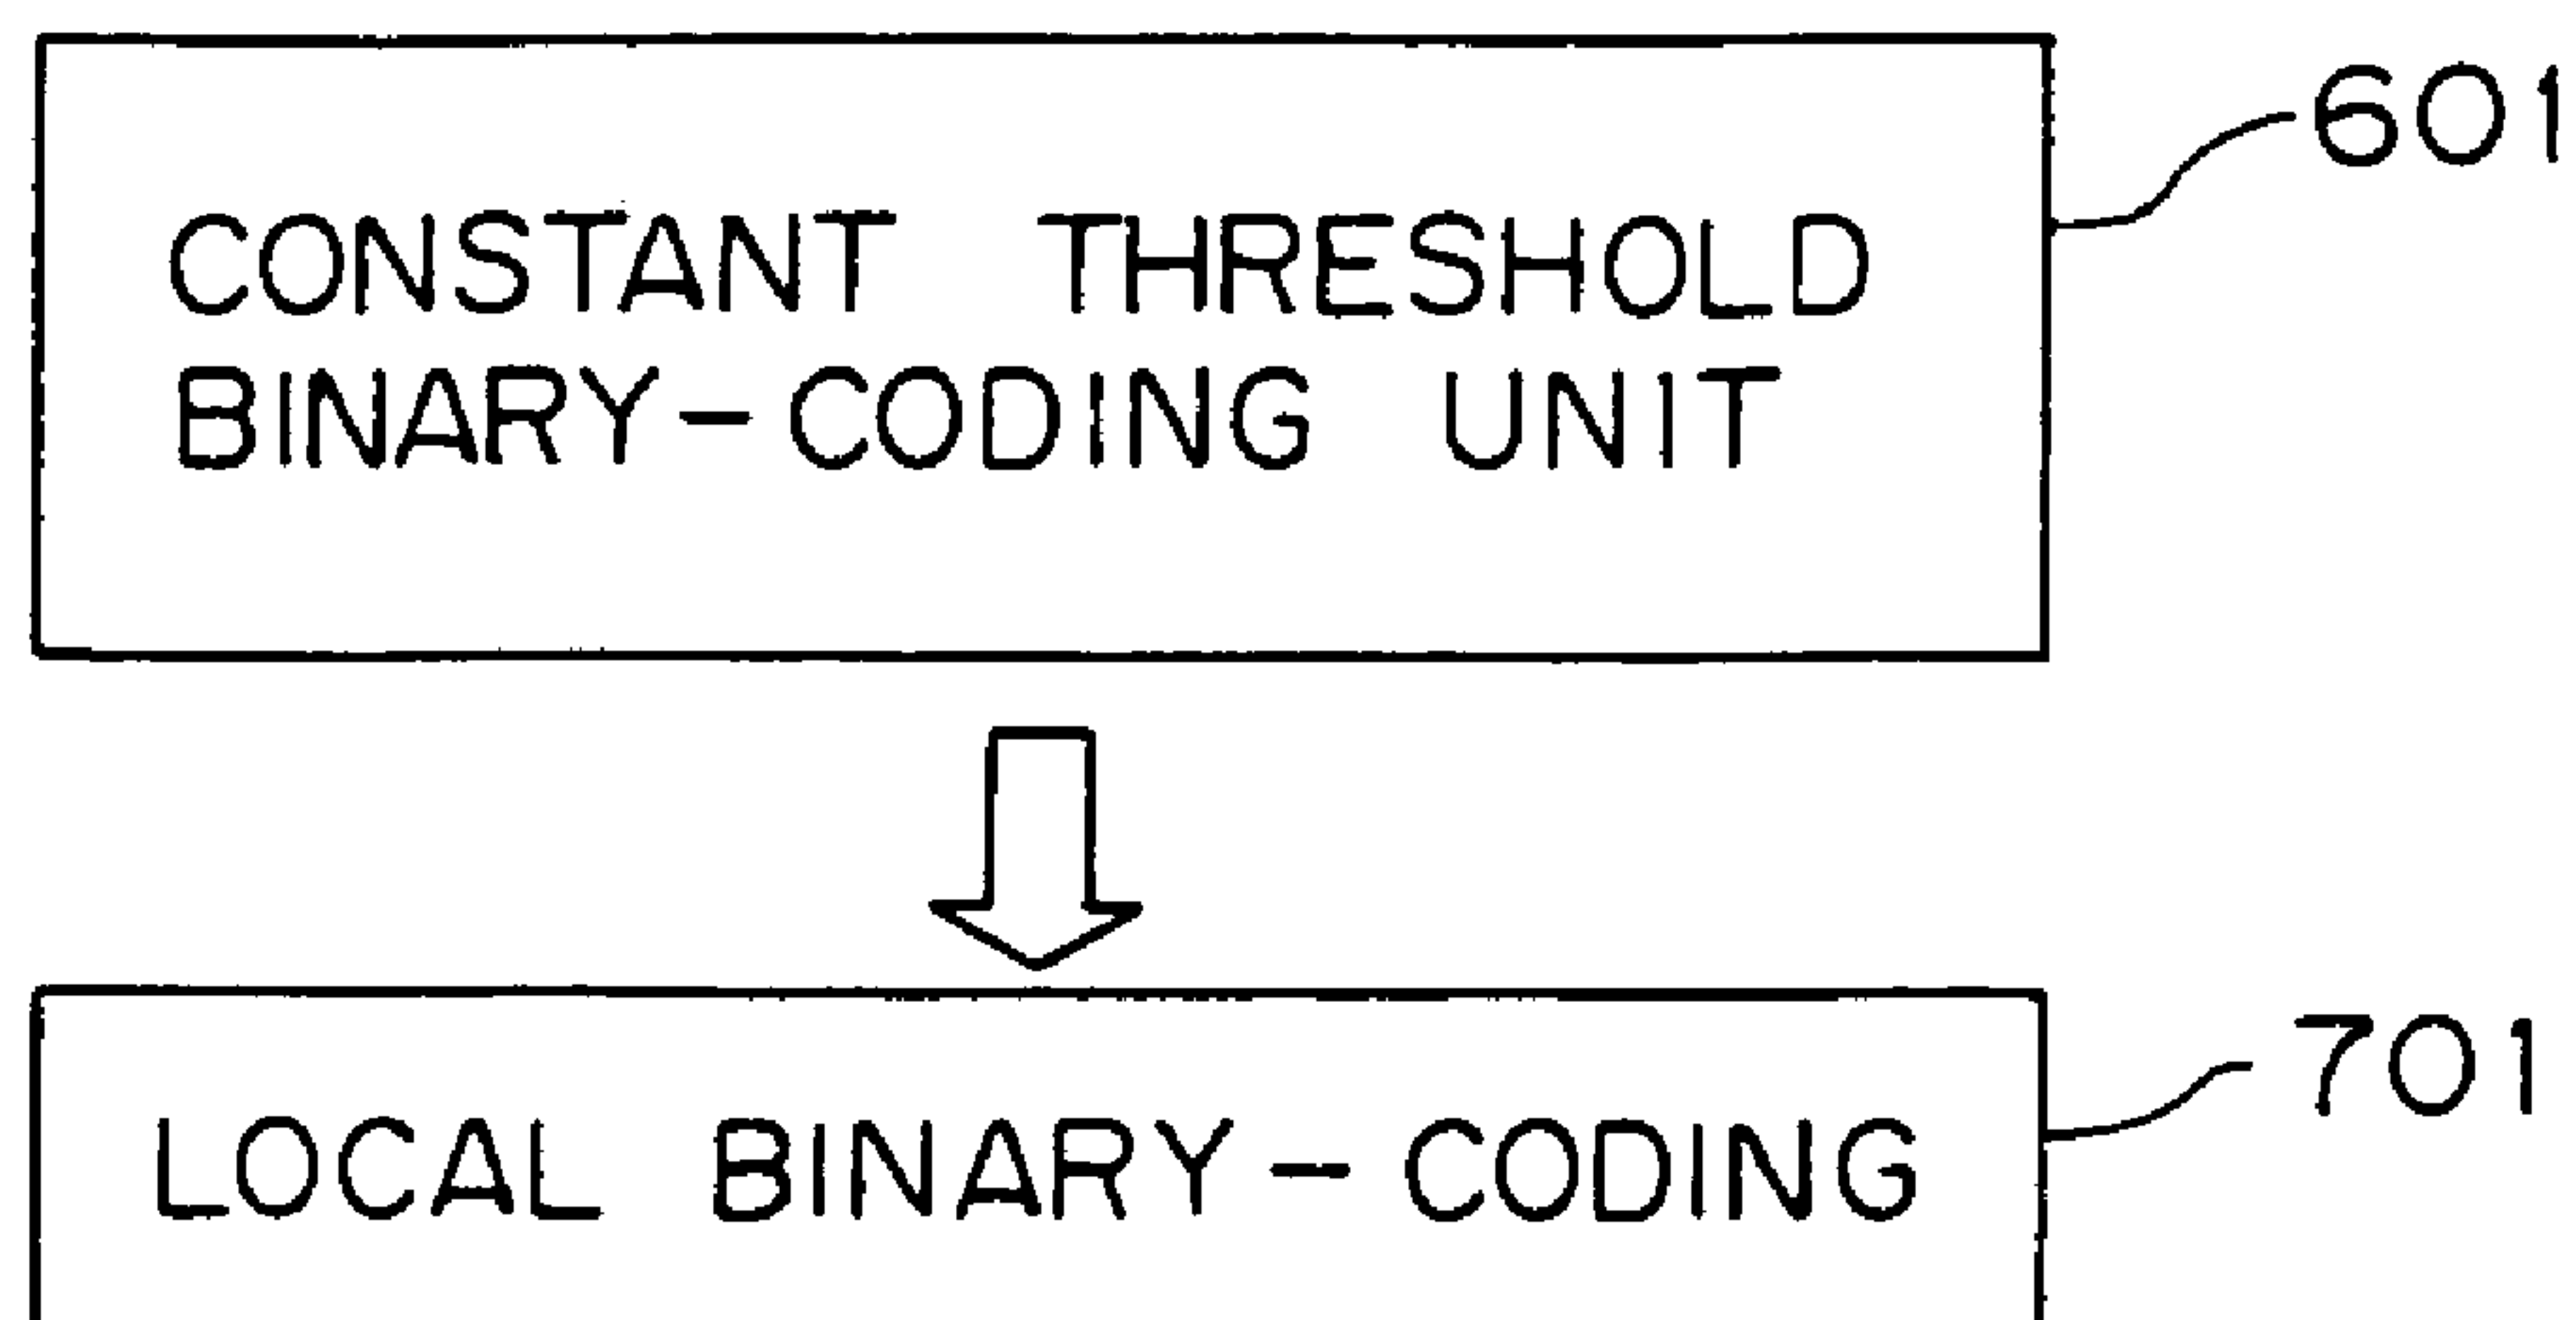 601
CONSTANT THRESHOLD
BINARY-CODING UNIT
701
LOCAL BINARY-CODING